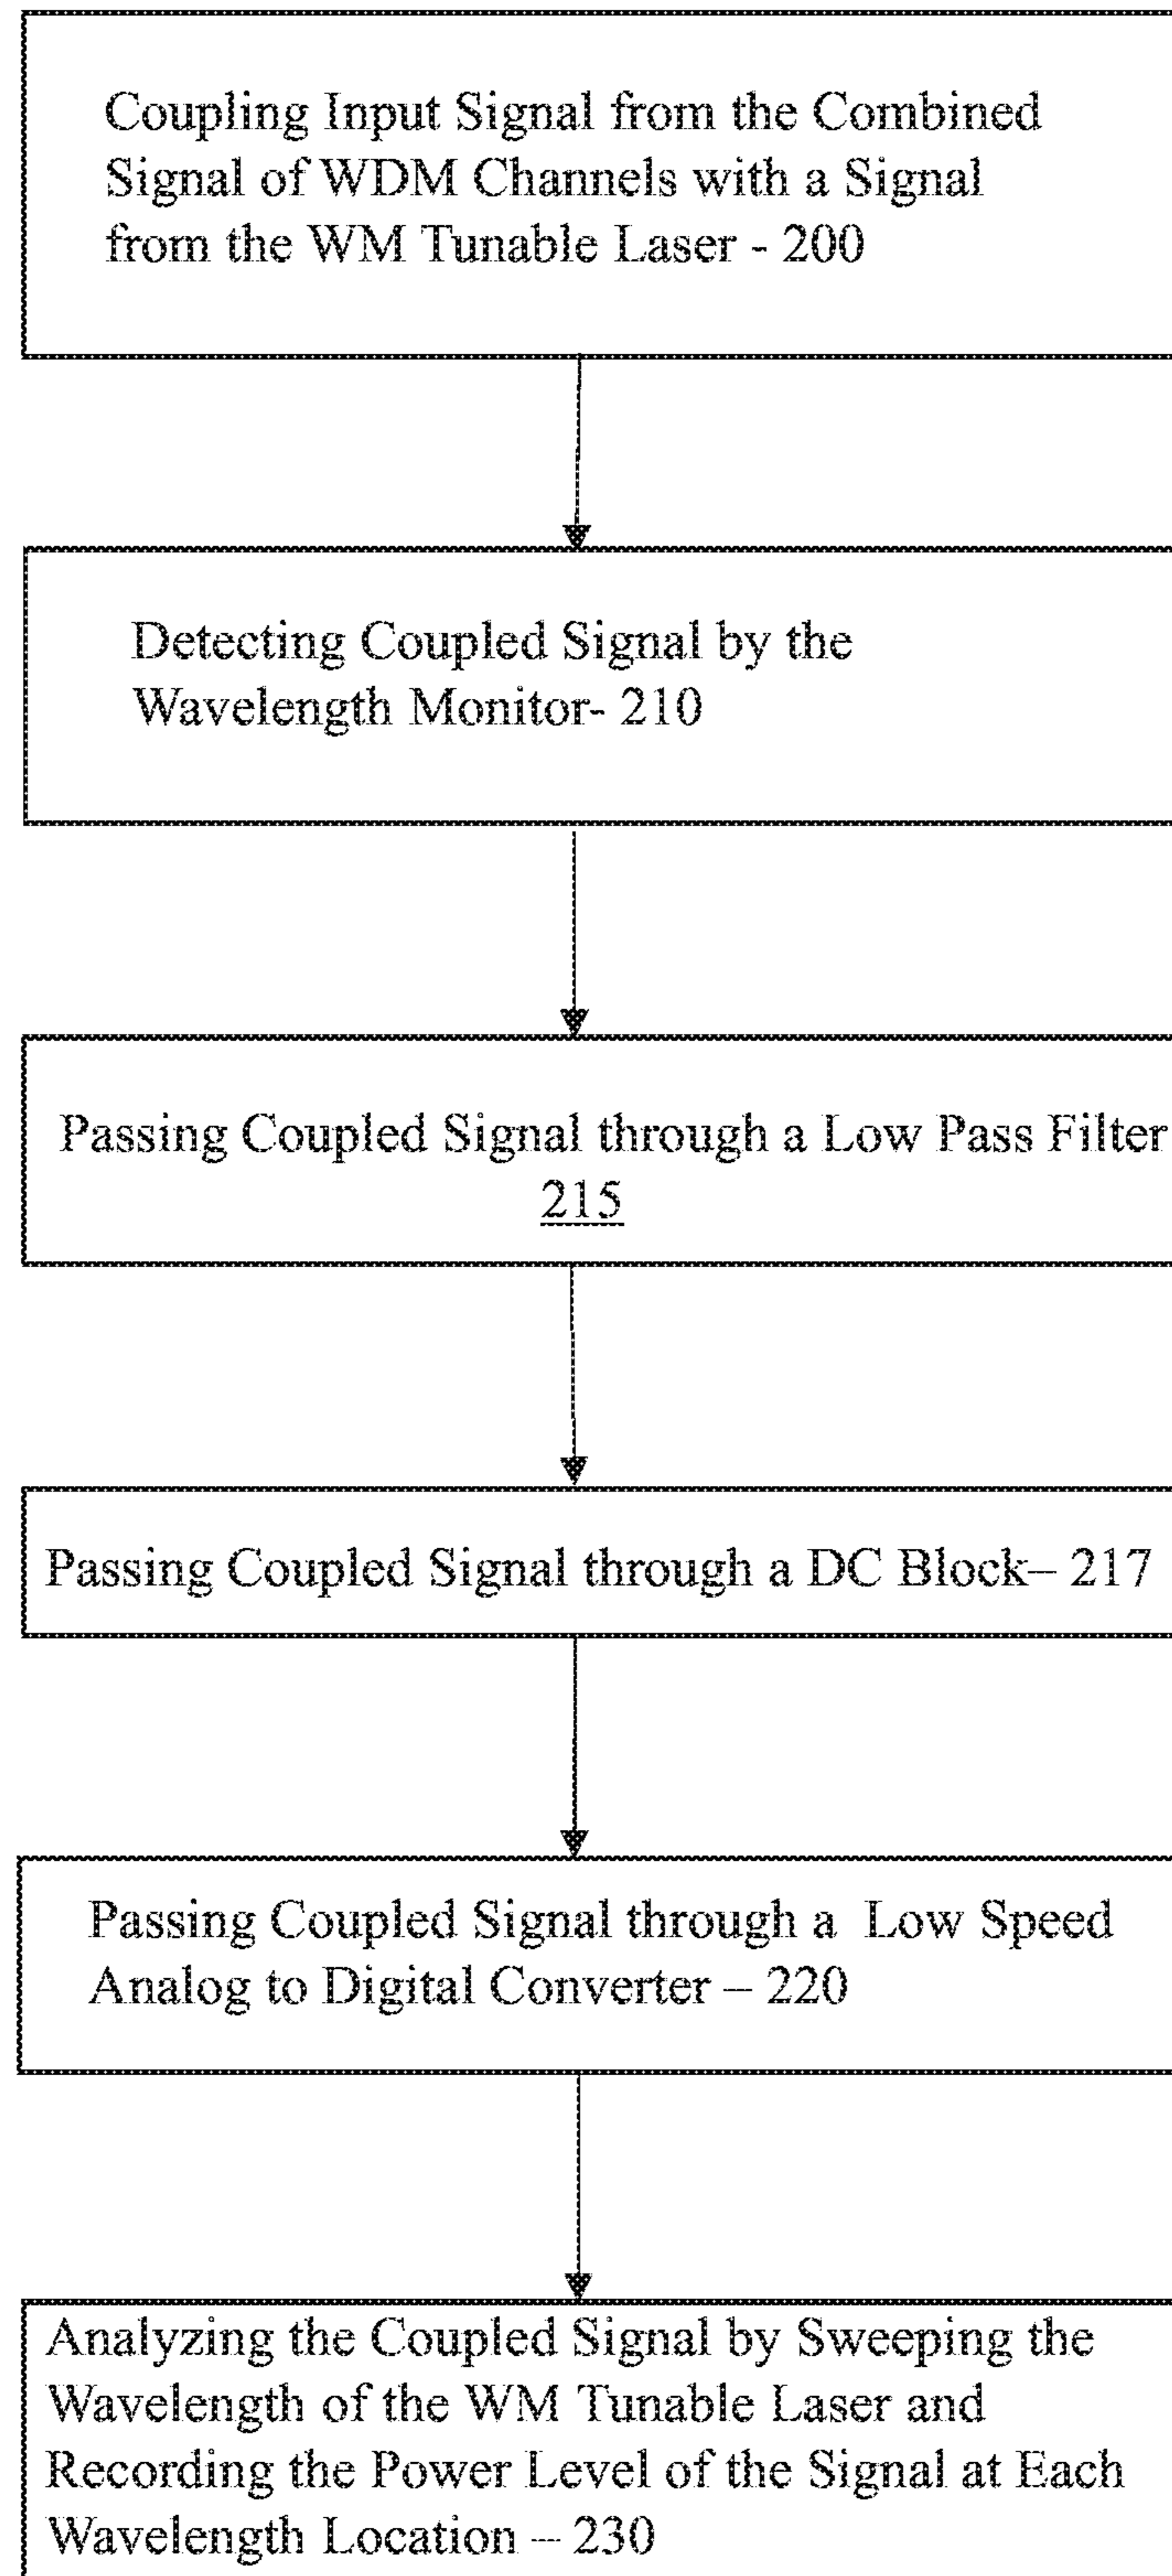 Coupling Input Signal from the Combined
Signal of WDM Channels with a Signal
from the WM Tunable Laser - 200
Detecting Coupled Signal by the
Wavelength Monitor- 210
Passing Coupled Signal through a Low Pass Filter
215
Passing Coupled Signal through a DC Block– 217
Passing Coupled Signal through a  Low Speed
Analog to Digital Converter – 220
Analyzing the Coupled Signal by Sweeping the
Wavelength of the WM Tunable Laser and
Recording the Power Level of the Signal at Each
Wavelength Location – 230